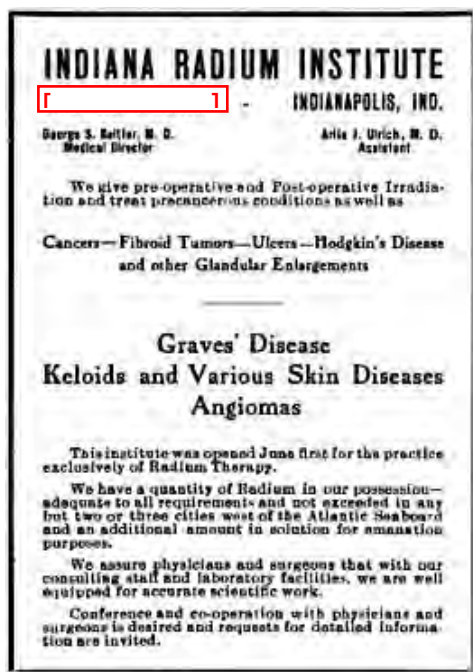 INDIANA RADIUM INSTITUTE
- INDIANAPOLIS, IND.
George S. M. D. Arlie J. Ulrich, M. D.
Medical Director Assistant
We give pre-operative and Post-operative Irradia-
tion and treat precancerous conditions as well as
Cancers—Fibroid Tumors—Ulcers—Hodgkin's Disease
and other Glandular Enlargements
Graves' Disease
Keloids and Various Skin Diseases
Angiomas
This institute was opened June first for the practice
exclusively of Radium Therapy.
We have a quantity of Radium in our possession—
adequate to all requirements and not exceeded in any
but two or three cities west of the Atlantic Seaboard
and an additional amount in solution for emanation
purposes.
We assure physicians and surgeons that with our
consulting staff and laboratory facilities, we are well
equipped for accurate scientific work.
Conference and co-operation with physicians and
surgeons is desired and requests for detailed informa-
tion are invited.